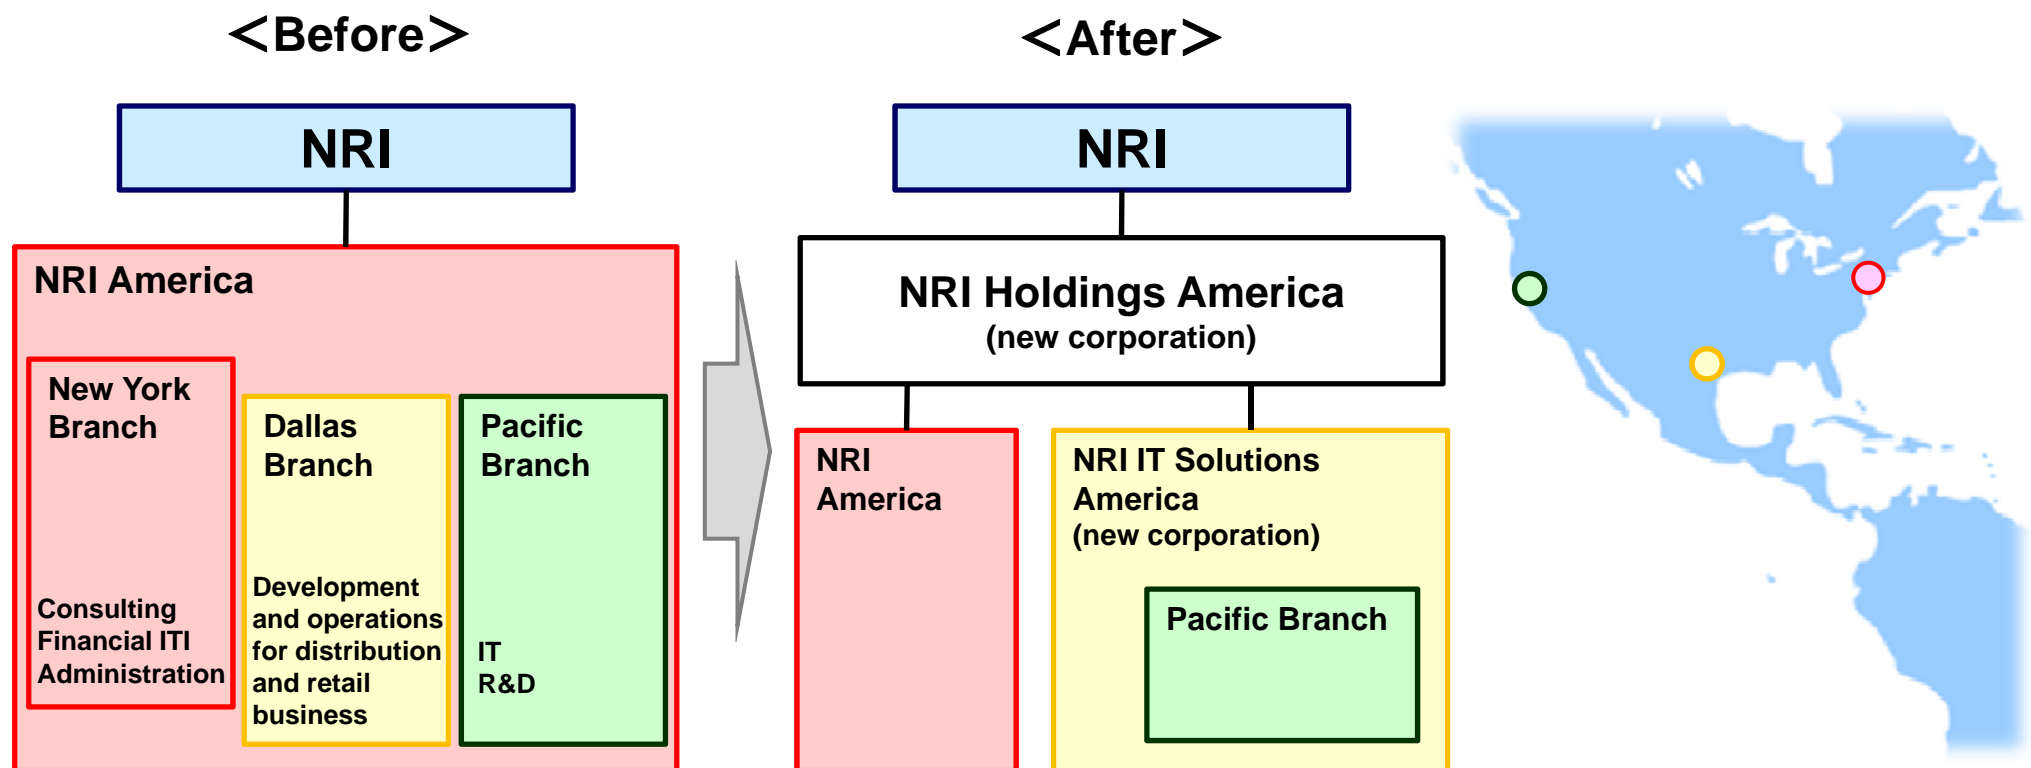 ＜Before＞
NRI
NRI America
New York
Branch
Consulting
Financial ITI
Administration
Dallas
Branch
Development
and operations
for distribution
and retail
business
Pacific
Branch
IT
R&D
＜After＞
NRI
NRI Holdings America
(new corporation)
NRI
America
NRI IT Solutions
America
(new corporation)
Pacific Branch